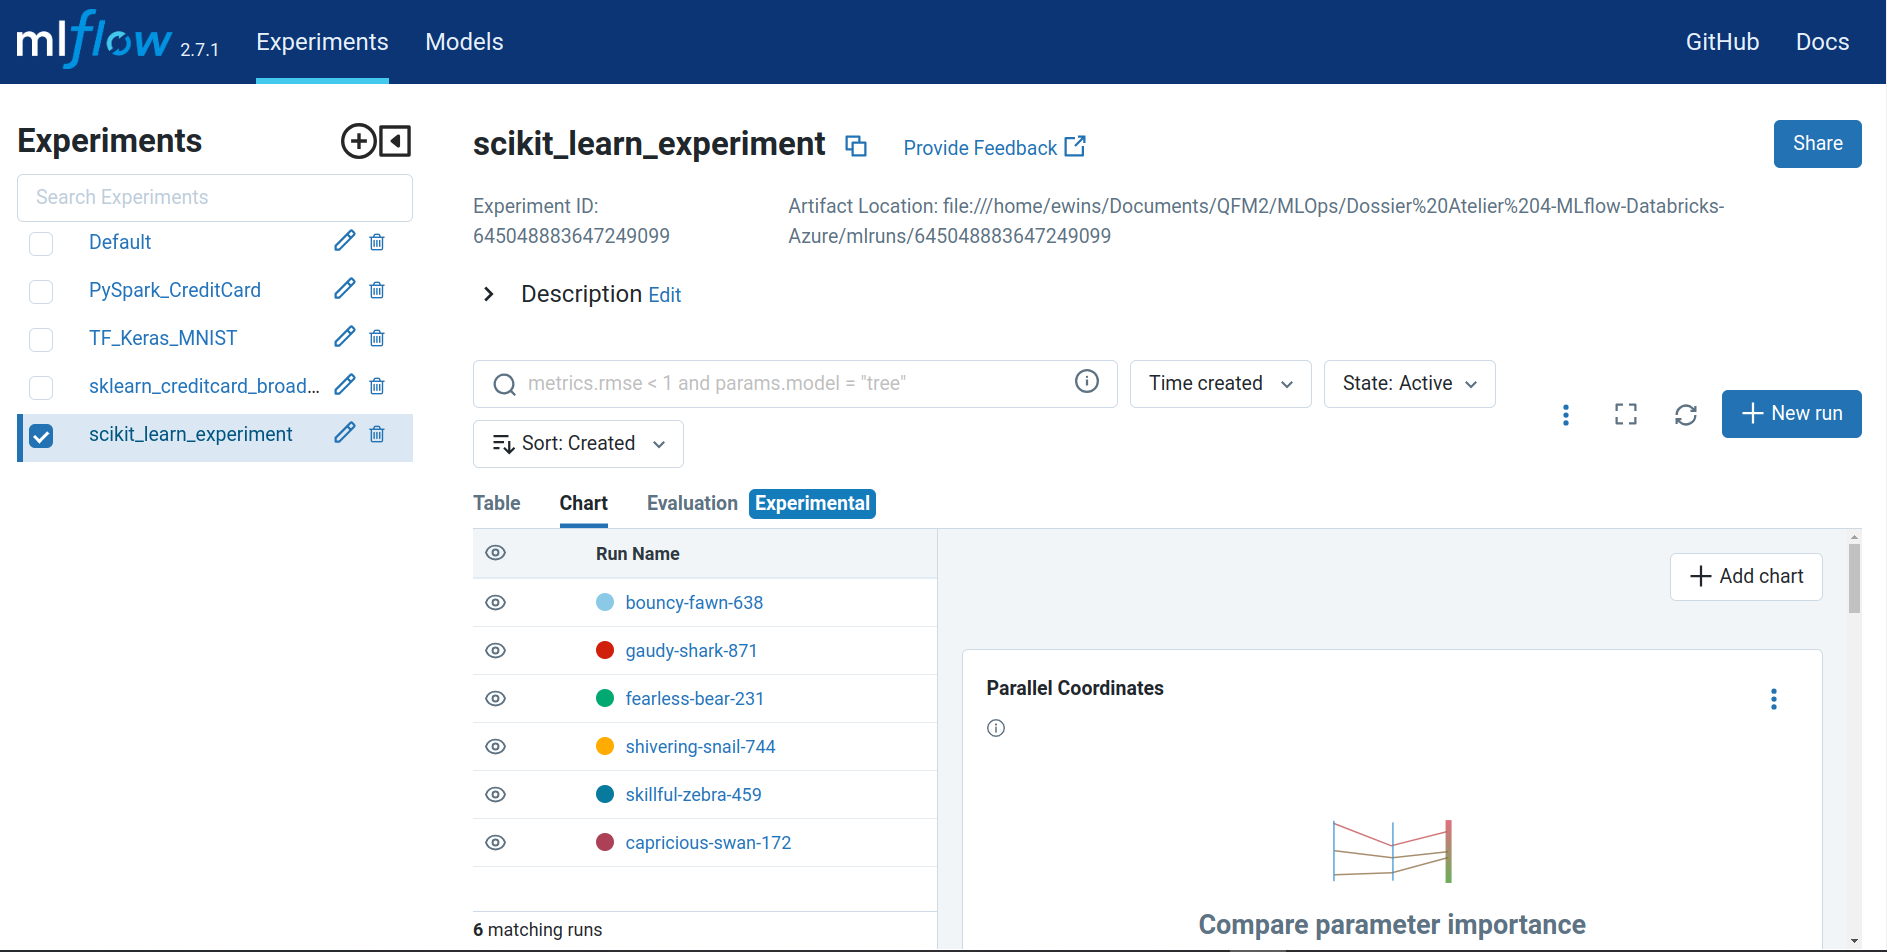 mlflow 2.7.1 Experiments Models GitHub Docs
Experiments
Search Experiments
Default
PySpark_CreditCard
TF_Keras_MNIST
sklearn_creditcard_broad...
scikit_learn_experiment
scikit_learn_experiment Provide Feedback Share
Experiment ID:
645048883647249099
Artifact Location: file:///home/ewins/Documents/QFM2/MLOps/Dossier%20Atelier%204-MLflow-Databricks-
Azure/mlruns/645048883647249099
Description Edit
metrics.rmse < 1 and params.model = "tree" Time created State: Active
New run
Sort: Created
Table Chart Evaluation Experimental
Run Name
bouncy-fawn-638
gaudy-shark-871
fearless-bear-231
shivering-snail-744
skillful-zebra-459
capricious-swan-172
6 matching runs
Add chart
Parallel Coordinates
Compare parameter importance